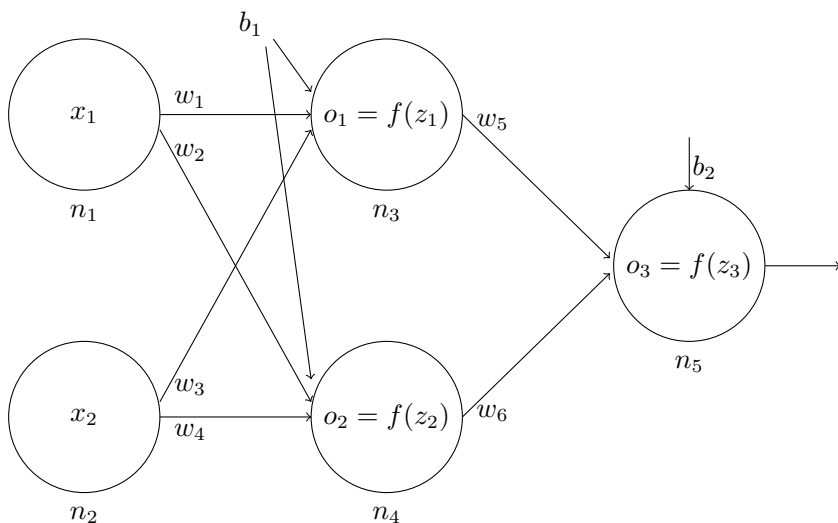 b₁
x₁
w₁
w₂
n₁
o₁ = f(z₁)
w₅
n₃
b₂
o₃ = f(z₃)
n₅
x₂
w₃
w₄
n₂
o₂ = f(z₂)
w₆
n₄